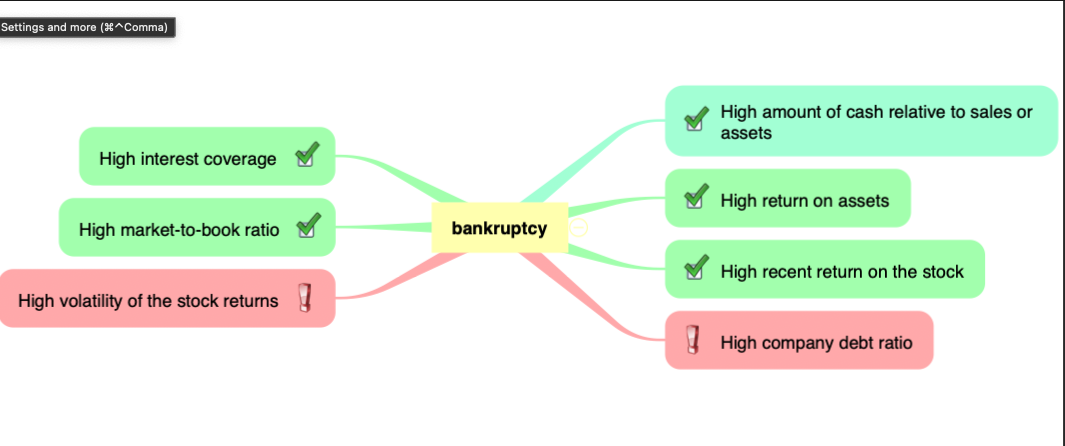 Settings and more (⌘^Comma)
High amount of cash relative to sales or
assets
High interest coverage
High return on assets
High market-to-book ratio
bankruptcy
High recent return on the stock
High volatility of the stock returns
High company debt ratio